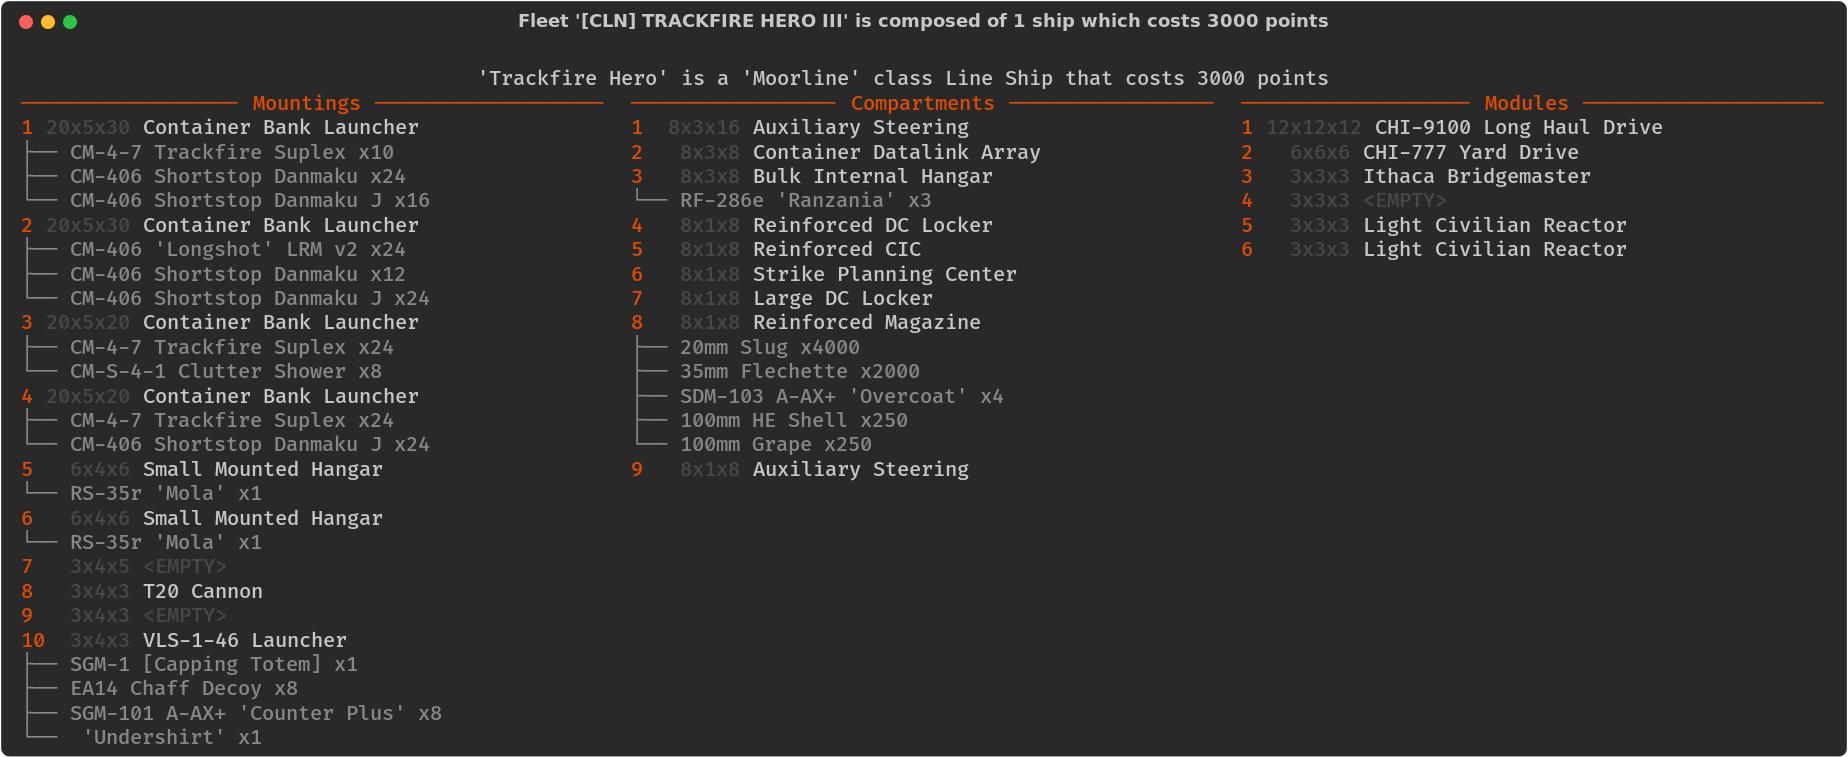 Fleet '[CLN] TRACKFIRE HERO III' is composed of 1 ship which costs 3000 points
'Trackfire Hero' is a 'Moorline' class Line Ship that costs 3000 points
Mountings
1 20x5x30 Container Bank Launcher
CM-4-7 Trackfire Suplex x10
CM-406 Shortstop Danmaku x24
CM-406 Shortstop Danmaku J x16
2 20x5x30 Container Bank Launcher
CM-406 'Longshot' LRM v2 x24
CM-406 Shortstop Danmaku x12
CM-406 Shortstop Danmaku J x24
3 20x5x20 Container Bank Launcher
CM-4-7 Trackfire Suplex x24
CM-S-4-1 Clutter Shower x8
4 20x5x20 Container Bank Launcher
CM-4-7 Trackfire Suplex x24
CM-406 Shortstop Danmaku J x24
5 6x4x6 Small Mounted Hangar
RS-35r 'Mola' x1
6 6x4x6 Small Mounted Hangar
RS-35r 'Mola' x1
7 3x4x5 <EMPTY>
8 3x4x3 T20 Cannon
9 3x4x3 <EMPTY>
10 3x4x3 VLS-1-46 Launcher
SGM-1 [Capping Totem] x1
EA14 Chaff Decoy x8
SGM-101 A-AX+ 'Counter Plus' x8
'Undershirt' x1
Compartments
1 8x3x16 Auxiliary Steering
2 8x3x8 Container Datalink Array
3 8x3x8 Bulk Internal Hangar
RF-286e 'Ranzania' x3
4 8x1x8 Reinforced DC Locker
5 8x1x8 Reinforced CIC
6 8x1x8 Strike Planning Center
7 8x1x8 Large DC Locker
8 8x1x8 Reinforced Magazine
20mm Slug x4000
35mm Flechette x2000
SDM-103 A-AX+ 'Overcoat' x4
100mm HE Shell x250
100mm Grape x250
9 8x1x8 Auxiliary Steering
Modules
1 12x12x12 CHI-9100 Long Haul Drive
2 6x6x6 CHI-777 Yard Drive
3 3x3x3 Ithaca Bridgemaster
4 3x3x3 <EMPTY>
5 3x3x3 Light Civilian Reactor
6 3x3x3 Light Civilian Reactor